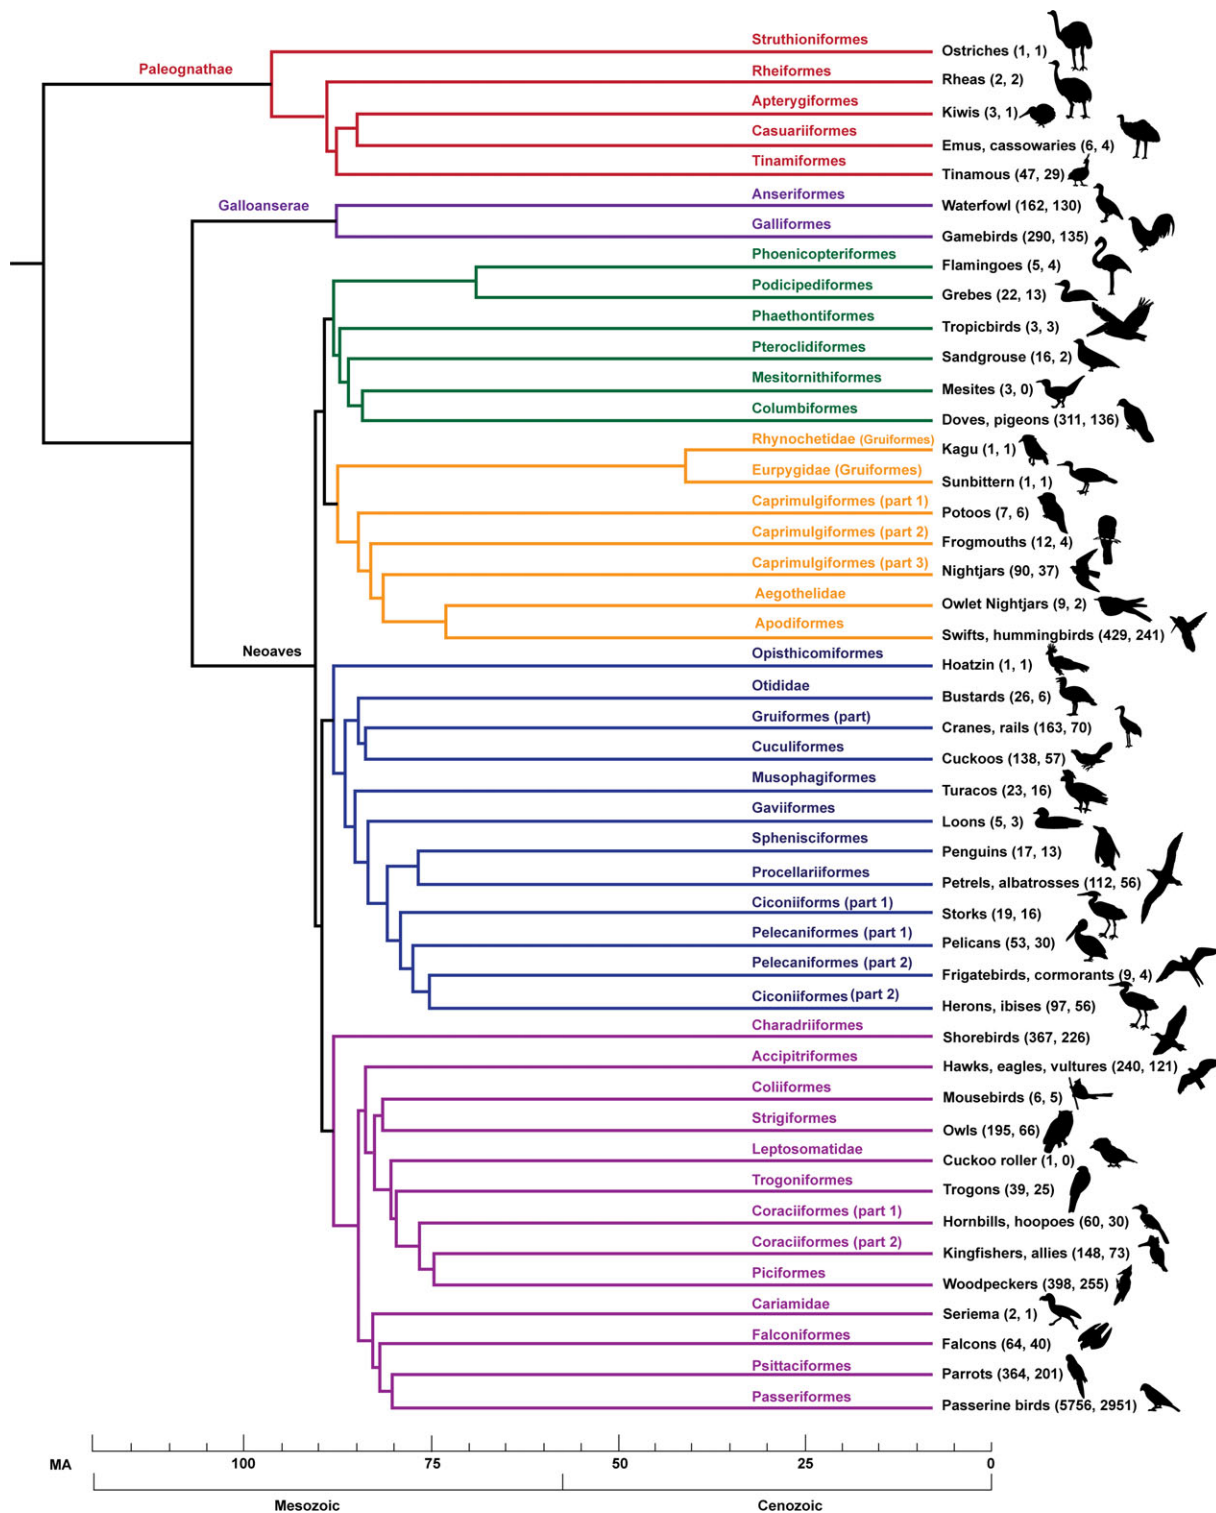 Struthioniformes
Ostriches (1, 1)
Paleognathae
Rheiformes
Rheas (2, 2)
Apterygiformes
Kiwis (3, 1)
Casuariiformes
Emus, cassowaries (6, 4)
Tinamiformes
Tinamous (47, 29)
Anseriformes
Galloanserae
Waterfowl (162, 130)
Galliformes
Gamebirds (290, 135)
Phoenicopteriformes
Flamingoes (5, 4)
Podicipediformes
Grebes (22, 13)
Phaethontiformes
Tropicbirds (3, 3)
Pteroclidiformes
Sandgrouse (16, 2)
Mesitornithiformes
Mesites (3, 0)
Columbiformes
Doves, pigeons (311, 136)
Rhynochetidae (Gruiformes)
Kagu (1, 1)
Eurpygidae (Gruiformes)
Sunbittern (1, 1)
Caprimulgiformes (part 1)
Potoos (7, 6)
Caprimulgiformes (part 2)
Frogmouths (12, 4)
Caprimulgiformes (part 3)
Nightjars (90, 37)
Aegothelidae
Owlet Nightjars (9, 2)
Apodiformes
Swifts, hummingbirds (429, 241)
Neoaves
Opisthicomiformes
Hoatzin (1, 1)
Otididae
Bustards (26, 6)
Gruiformes (part)
Cranes, rails (163, 70)
Cuculiformes
Cuckoos (138, 57)
Musophagiformes
Turacos (23, 16)
Gaviiformes
Loons (5, 3)
Sphenisciformes
Penguins (17, 13)
Procellariiformes
Petrels, albatrosses (112, 56)
Ciconiiforms (part 1)
Storks (19, 16)
Pelecaniformes (part 1)
Pelicans (53, 30)
Pelecaniformes (part 2)
Frigatebirds, cormorants (9, 4)
Ciconiiformes (part 2)
Herons, ibises (97, 56)
Charadriiformes
Shorebirds (367, 226)
Accipitriformes
Hawks, eagles, vultures (240, 121)
Coliiformes
Mousebirds (6, 5)
Strigiformes
Owls (195, 66)
Leptosomatidae
Cuckoo roller (1, 0)
Trogoniformes
Trogons (39, 25)
Coraciiformes (part 1)
Hornbills, hoopoes (60, 30)
Coraciiformes (part 2)
Kingfishers, allies (148, 73)
Piciformes
Woodpeckers (398, 255)
Cariamidae
Seriema (2, 1)
Falconiformes
Falcons (64, 40)
Psittaciformes
Parrots (364, 201)
Passeriformes
Passerine birds (5756, 2951)
MA 100 75 50 25 0
Mesozoic Cenozoic